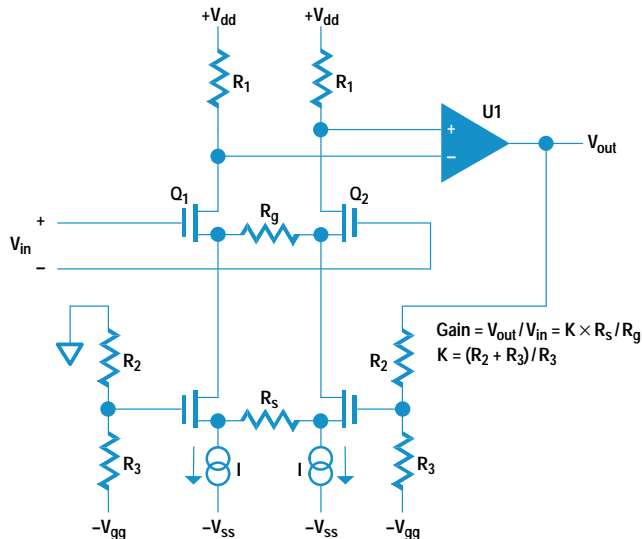 +Vdd +Vdd
R1 R1
U1
+
− Vout
Q1 Rg Q2
+
Vin
−
Gain = Vout/Vin = K × Rs/Rg
K = (R2 + R3)/R3
R2 R2
Rs
R3 I I R3
−Vgg −Vss −Vss −Vgg